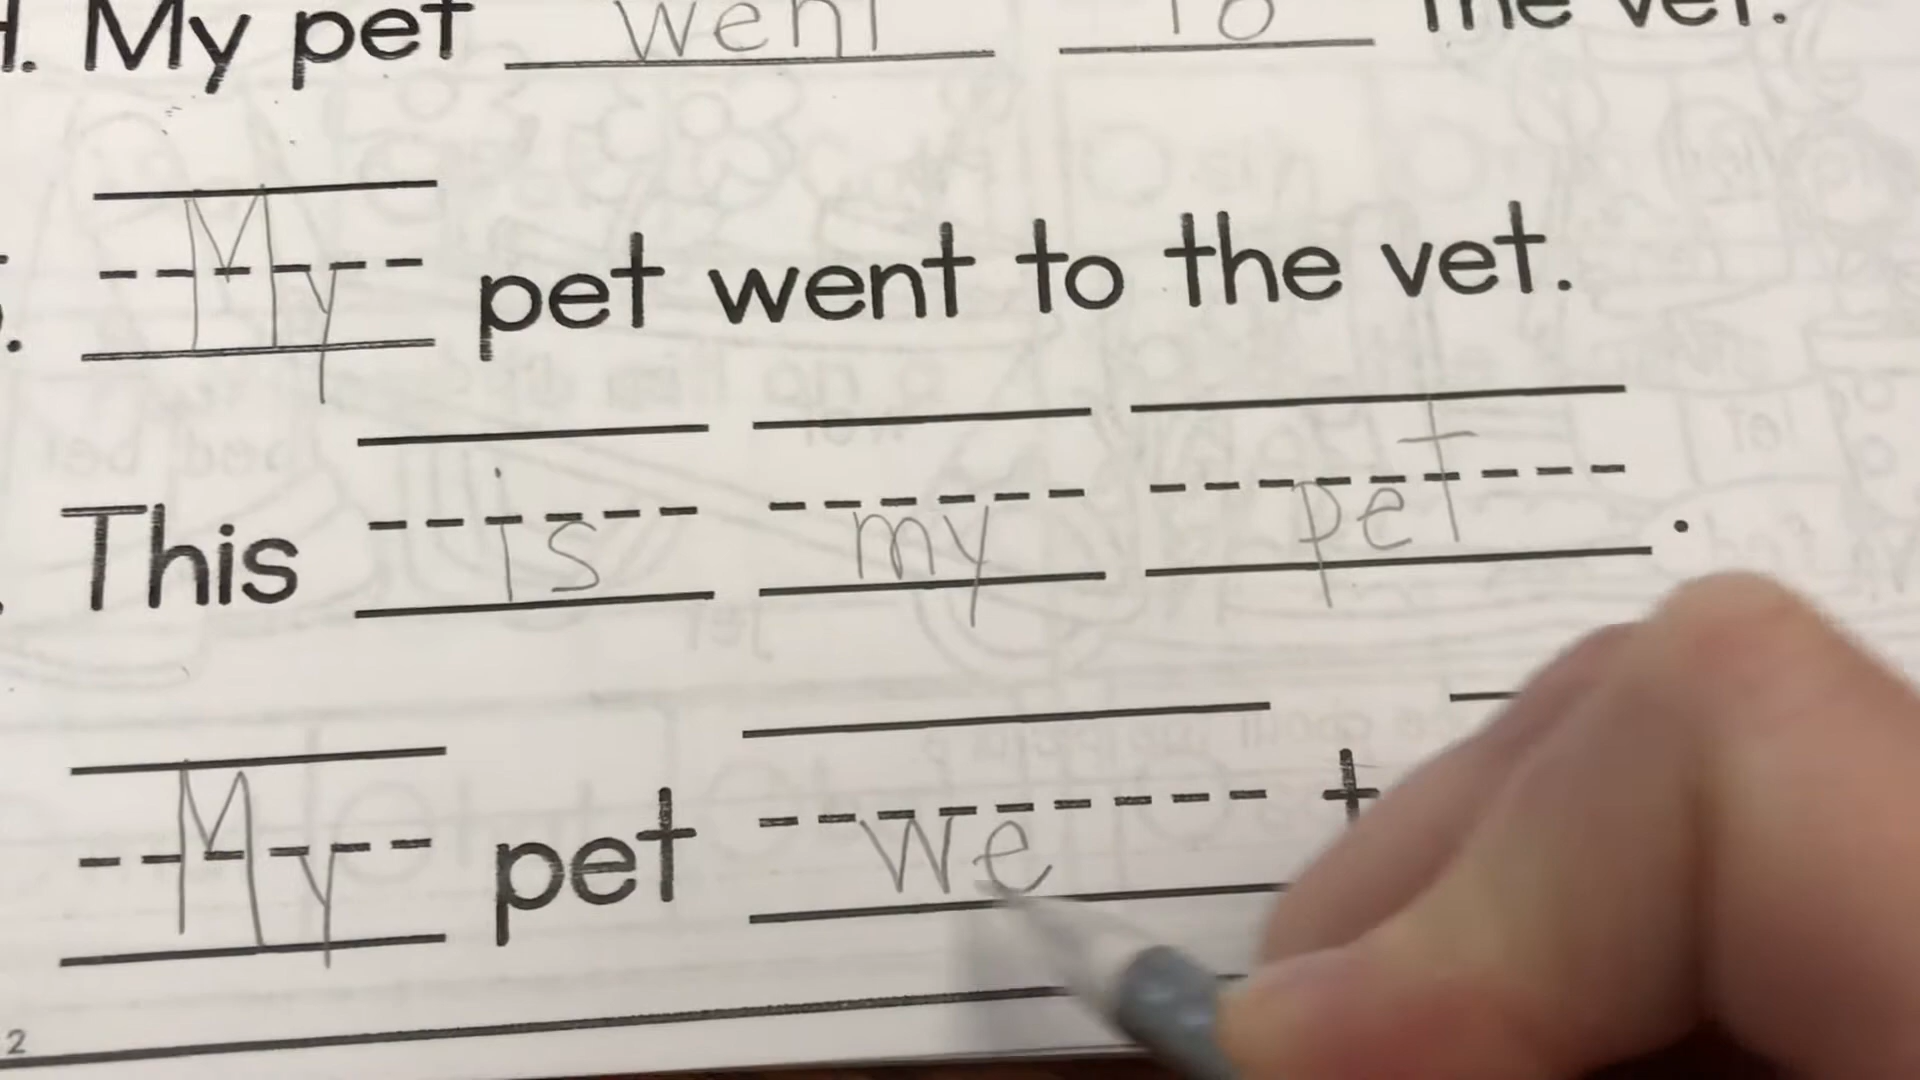 4. My pet went to the vet.
My pet went to the vet.
This is my pet.
My pet we t
2